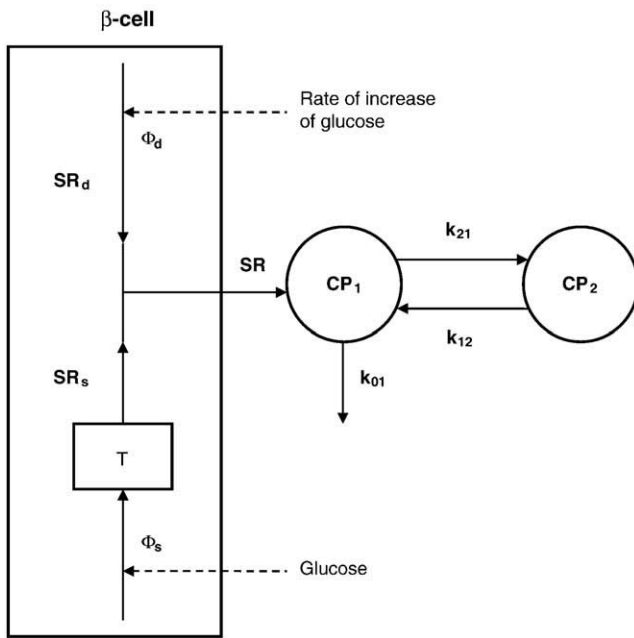 β-cell
Rate of increase
of glucose
Φd
SRd
SR
k21
CP1
CP2
k12
SRs
k01
T
Φs
Glucose